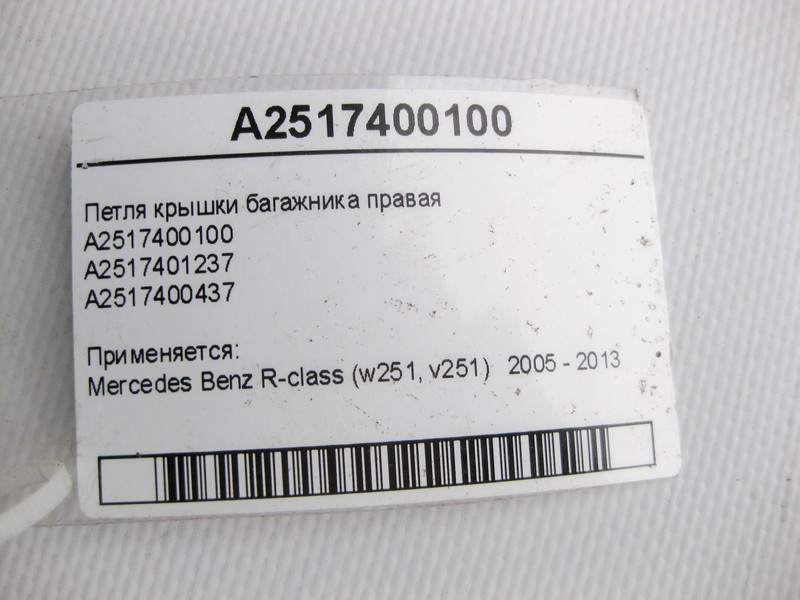 A2517400100
Петля крышки багажника правая
A2517400100
A2517401237
A2517400437
Применяется:
Mercedes Benz R-class (w251, v251) 2005 - 2013